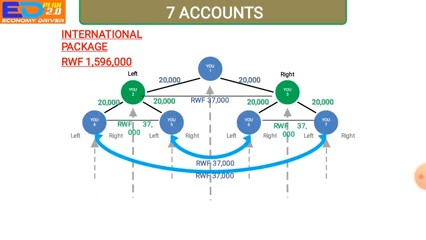 ED PLAN 2.0
ECONOMY DRIVER
7 ACCOUNTS
INTERNATIONAL
PACKAGE
RWF 1,596,000
YOU
1
20,000
20,000
Left
Right
YOU
2
YOU
3
RWF 37,000
20,000
20,000
20,000
20,000
YOU
4
YOU
5
YOU
6
YOU
7
RWF 37,
000
RWF 37,
000
Left
Right
Left
Right
Left
Right
Left
Right
RWF 37,000
RWF 37,000